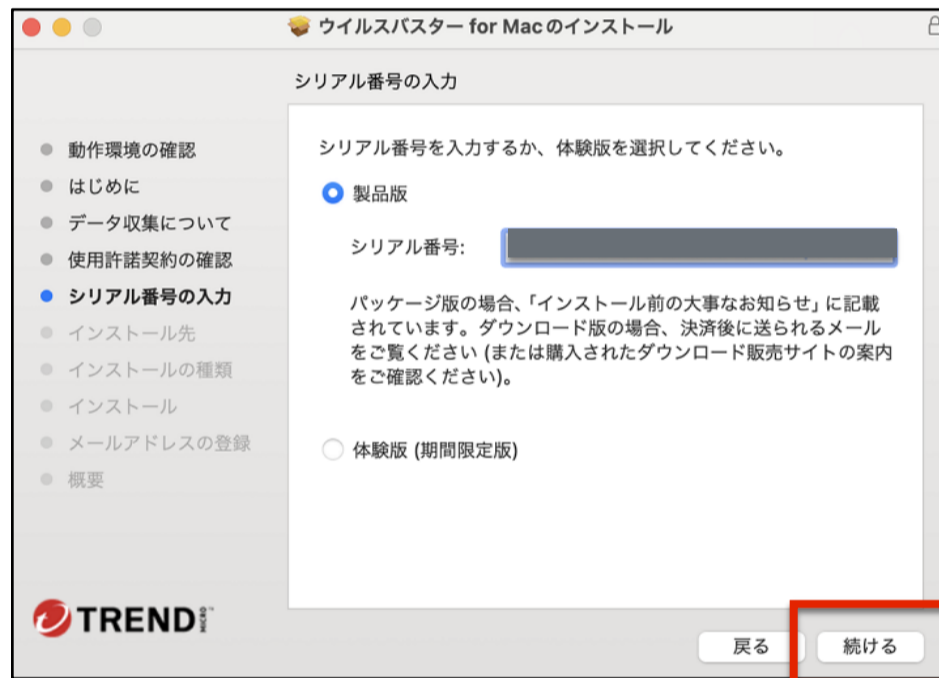 ウイルスバスター for Macのインストール
シリアル番号の入力
動作環境の確認
はじめに
データ収集について
使用許諾契約の確認
シリアル番号の入力
インストール先
インストールの種類
インストール
メールアドレスの登録
概要
シリアル番号を入力するか、体験版を選択してください。
製品版
シリアル番号:
パッケージ版の場合、「インストール前の大事なお知らせ」に記載
されています。ダウンロード版の場合、決済後に送られるメール
をご覧ください (または購入されたダウンロード販売サイトの案内
をご確認ください)。
体験版 (期間限定版)
TREND MICRO™
戻る
続ける